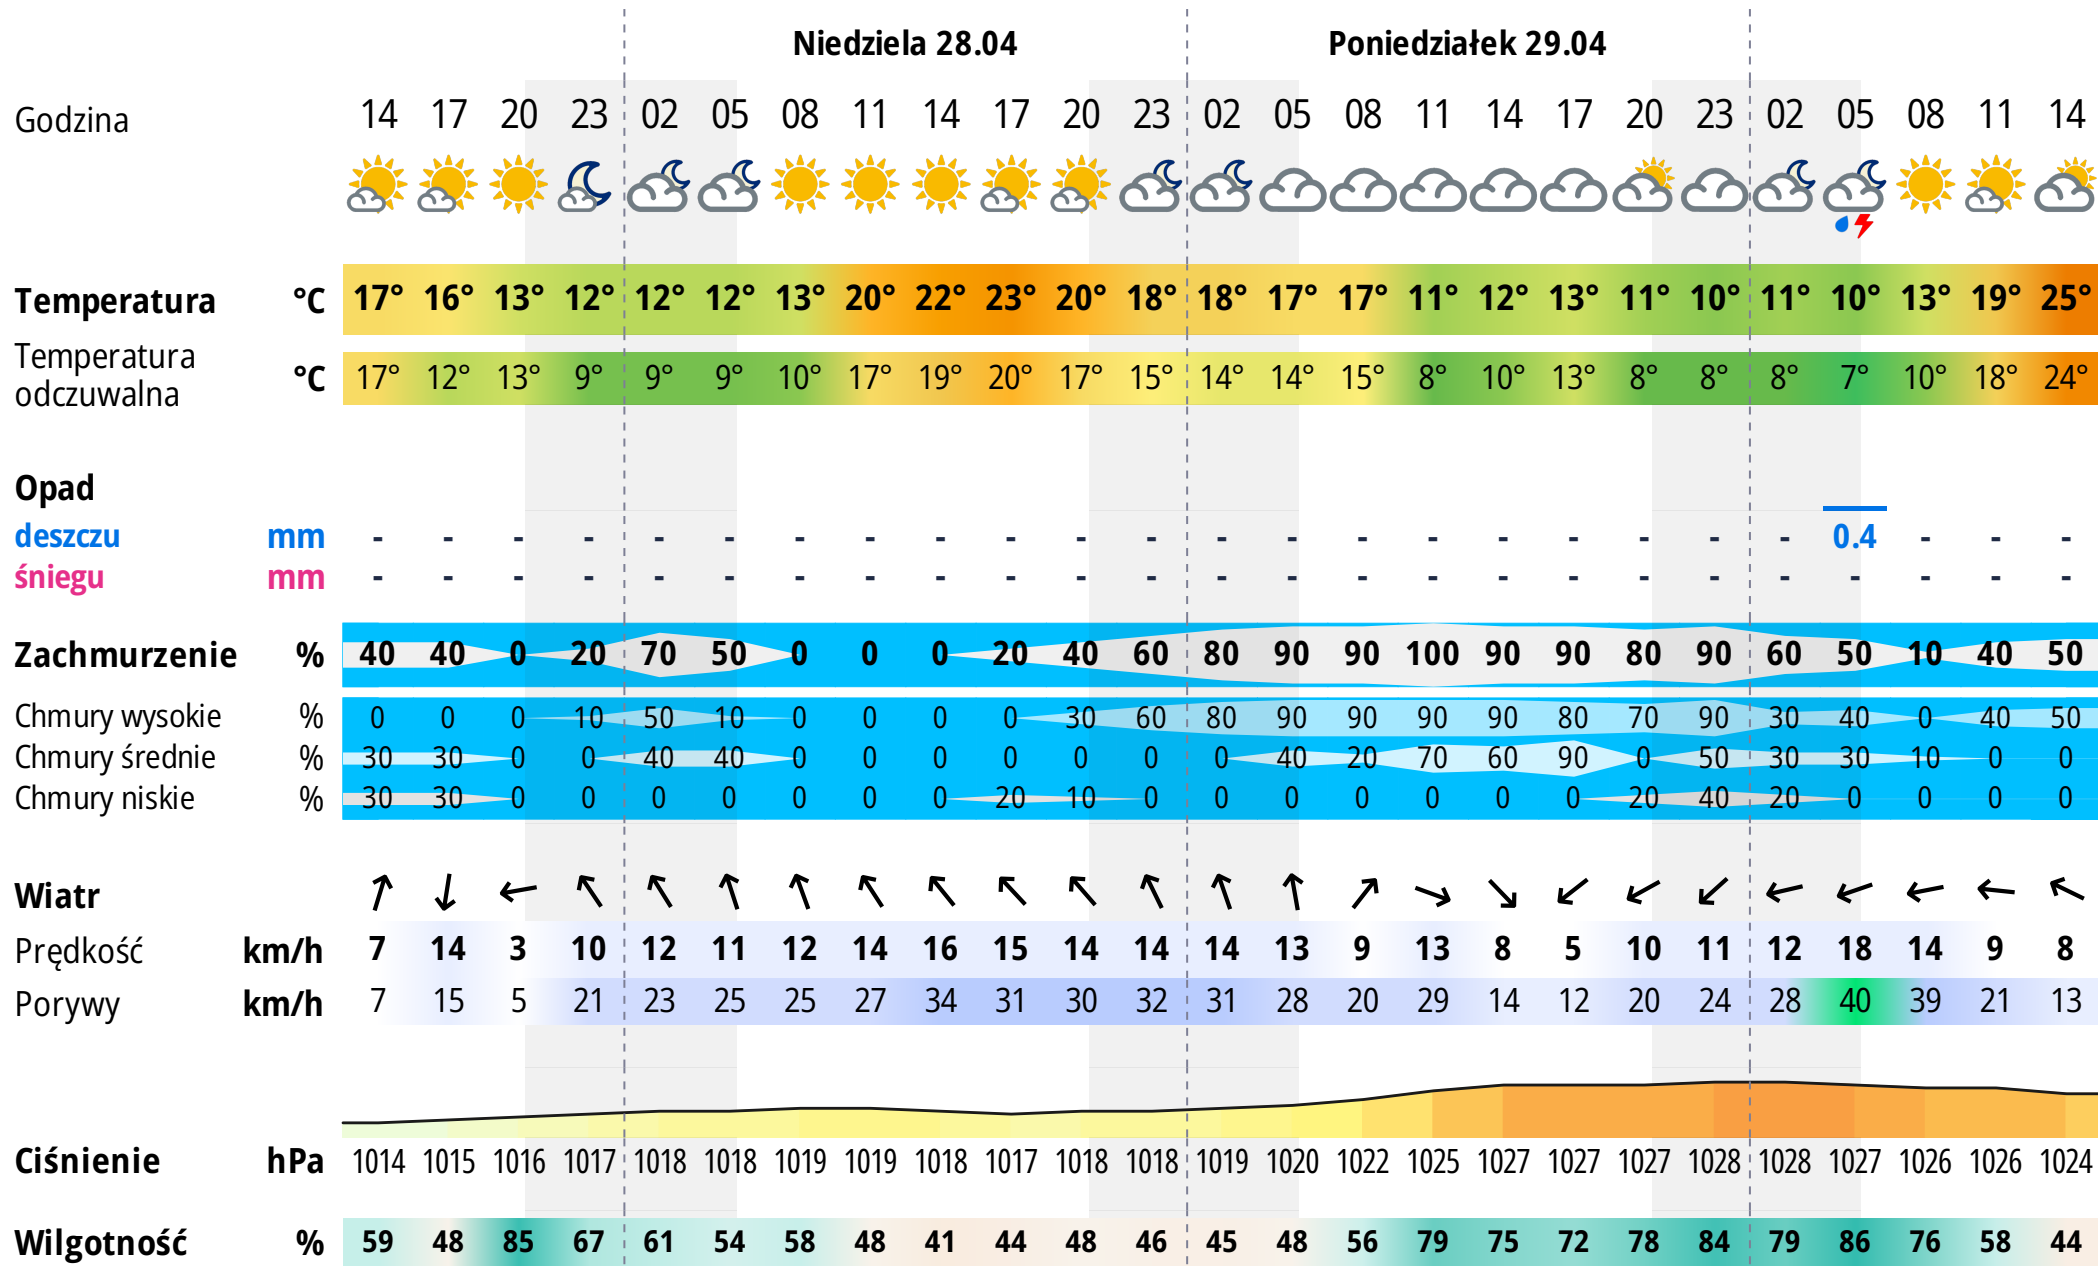 Niedziela 28.04 Poniedziałek 29.04
Godzina 14 17 20 23 02 05 08 11 14 17 20 23 02 05 08 11 14 17 20 23 02 05 08 11 14
Temperatura °C 17° 16° 13° 12° 12° 12° 13° 20° 22° 23° 20° 18° 18° 17° 17° 11° 12° 13° 11° 10° 11° 10° 13° 19° 25°
Temperatura
odczuwalna °C 17° 12° 13° 9° 9° 9° 10° 17° 19° 20° 17° 15° 14° 14° 15° 8° 10° 13° 8° 8° 8° 7° 10° 18° 24°
Opad
deszczu mm - - - - - - - - - - - - - - - - - - - - - 0.4 - - -
śniegu mm - - - - - - - - - - - - - - - - - - - - - - - - -
Zachmurzenie % 40 40 0 20 70 50 0 0 0 20 40 60 80 90 90 100 90 90 80 90 60 50 10 40 50
Chmury wysokie % 0 0 0 10 50 10 0 0 0 0 30 60 80 90 90 90 90 80 70 90 30 40 0 40 50
Chmury średnie % 30 30 0 0 40 40 0 0 0 0 0 0 0 40 20 70 60 90 0 50 30 30 10 0 0
Chmury niskie % 30 30 0 0 0 0 0 0 0 20 10 0 0 0 0 0 0 0 20 40 20 0 0 0 0
Wiatr
Prędkość km/h 7 14 3 10 12 11 12 14 16 15 14 14 14 13 9 13 8 5 10 11 12 18 14 9 8
Porywy km/h 7 15 5 21 23 25 25 27 34 31 30 32 31 28 20 29 14 12 20 24 28 40 39 21 13
Ciśnienie hPa 1014 1015 1016 1017 1018 1018 1019 1019 1018 1017 1018 1018 1019 1020 1022 1025 1027 1027 1027 1028 1028 1027 1026 1026 1024
Wilgotność % 59 48 85 67 61 54 58 48 41 44 48 46 45 48 56 79 75 72 78 84 79 86 76 58 44